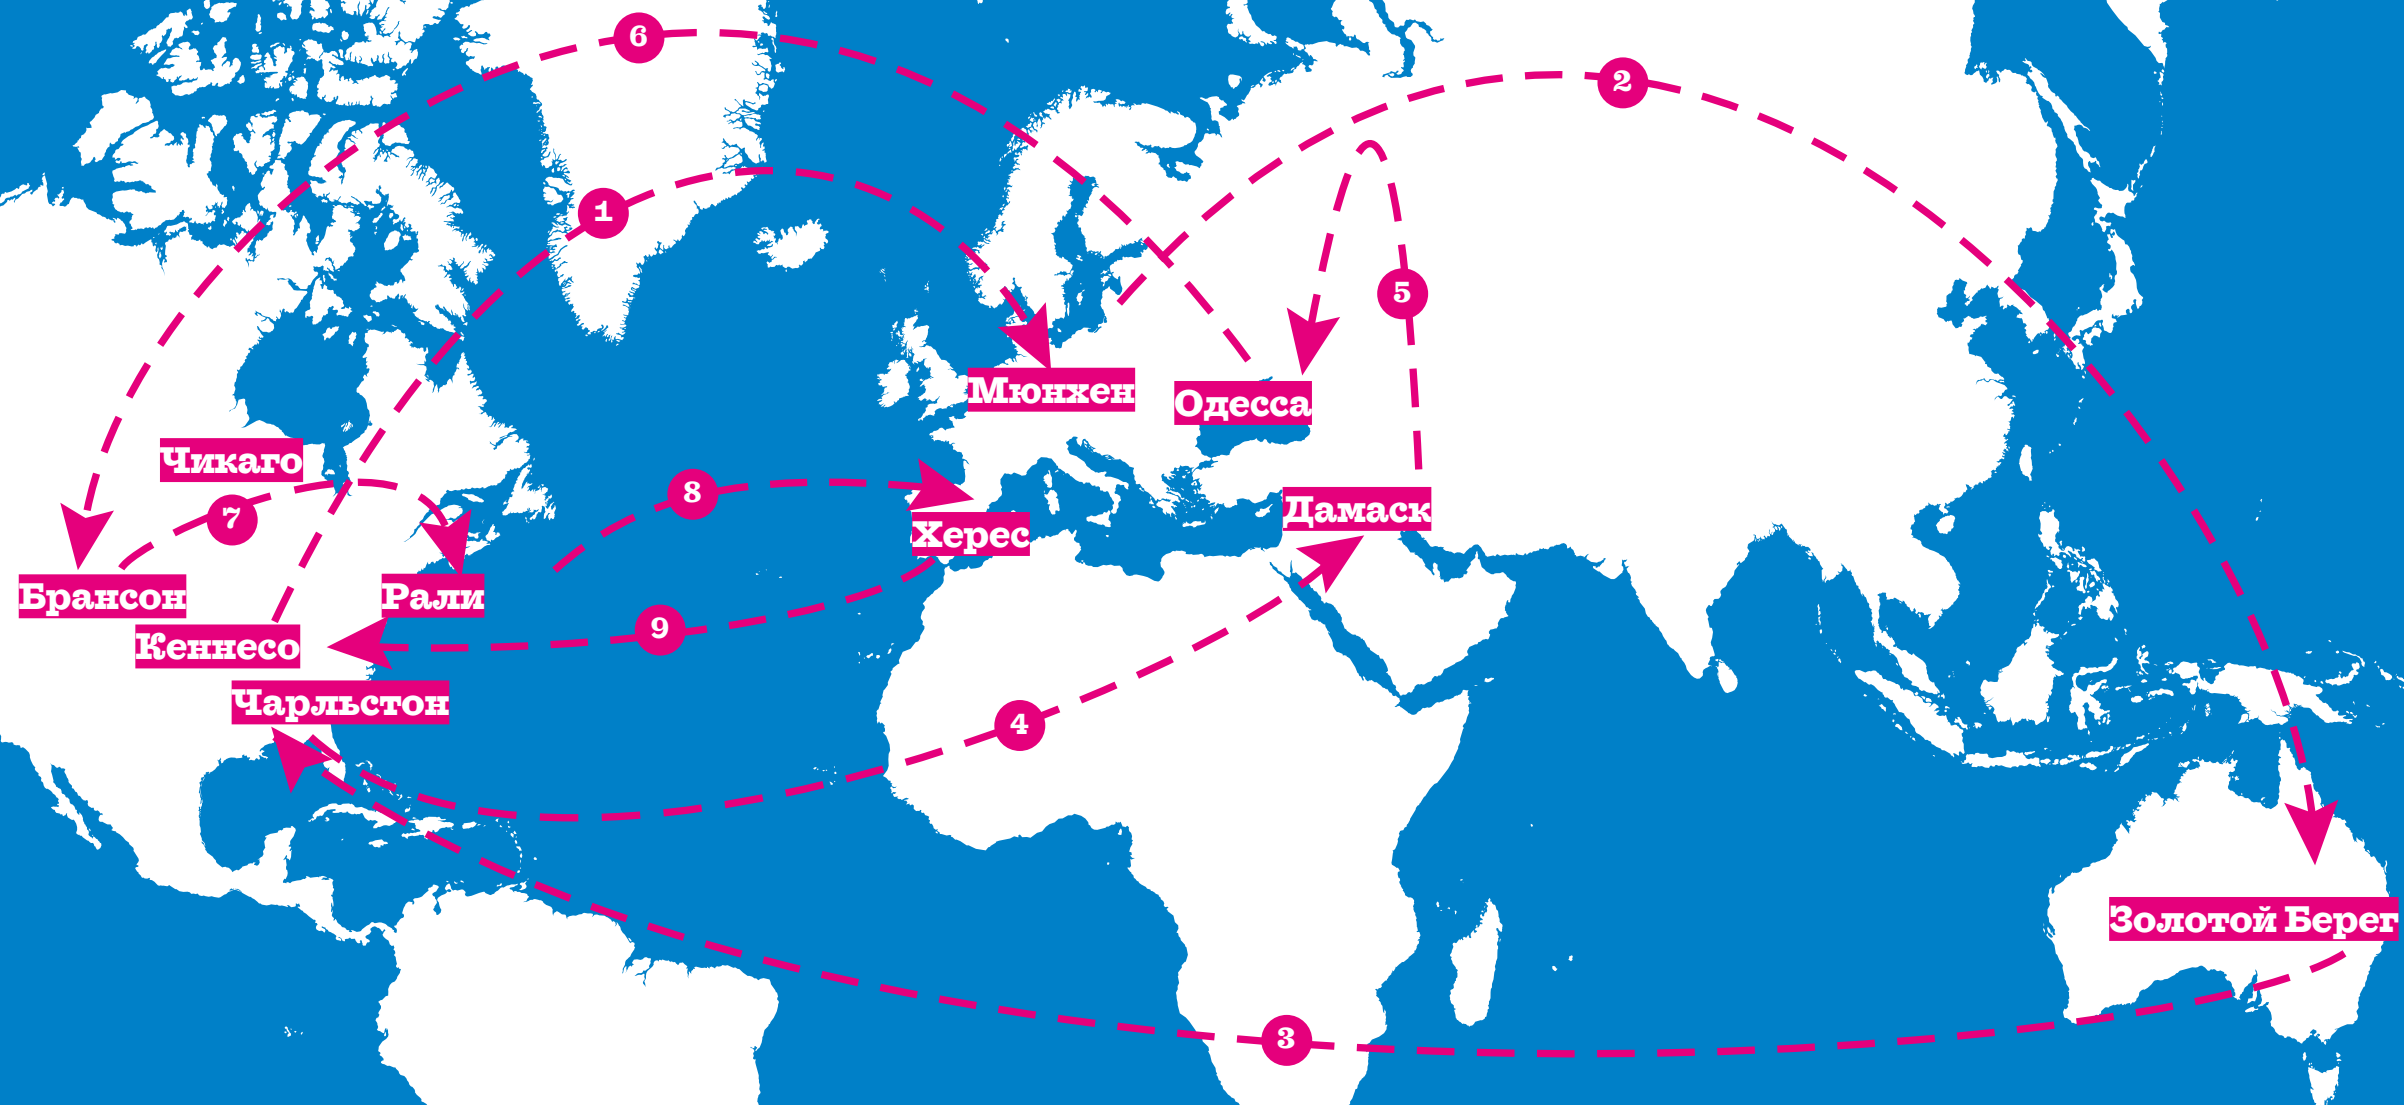 6
2
1
5
Мюнхен
Одесса
Чикаго
8
7
Дамаск
Херес
Брансон
Рали
9
Кеннесо
Чарльстон
4
Золотой Берег
3